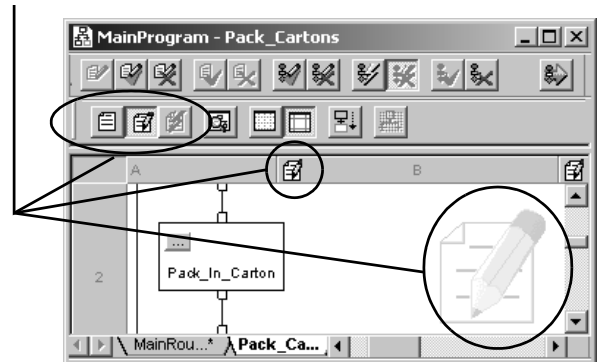 MainProgram - Pack_Cartons
A
B
...
2
Pack_In_Carton
MainRou...*
Pack_Ca...